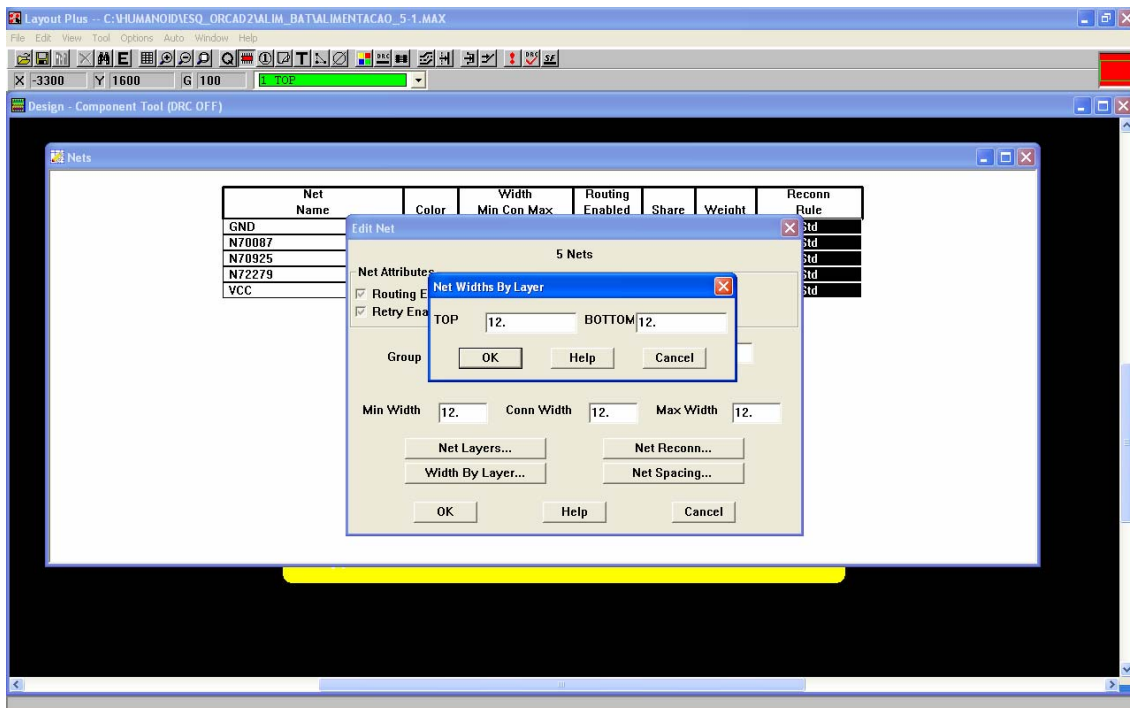 Layout Plus -- C:\HUMANOID\ESQ_ORCAD2\ALIM_BAT\ALIMENTACAO_5-1.MAX
File Edit View Tool Options Auto Window Help
X -3300 Y 1600 G 100 1 TOP
Design - Component Tool (DRC OFF)
Nets
Net Width Routing Reconn
Name Color Min Con Max Enabled Share Weight Rule
GND Std
N70087 Std
N70925 Std
N72279 Std
VCC Std
Edit Net
5 Nets
Net Attributes
Routing E
Retry Ena
Net Widths By Layer
TOP 12. BOTTOM 12.
OK Help Cancel
Group
Min Width 12. Conn Width 12. Max Width 12.
Net Layers... Net Reconn...
Width By Layer... Net Spacing...
OK Help Cancel